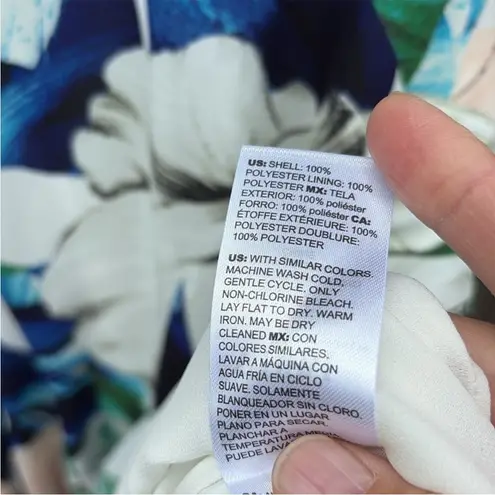 US: SHELL: 100%
POLYESTER LINING: 100%
POLYESTER MX: TELA
EXTERIOR: 100% poliéster
FORRO: 100% poliéster CA:
ÉTOFFE EXTÉRIEURE: 100%
POLYESTER DOUBLURE:
100% POLYESTER
US: WITH SIMILAR COLORS.
MACHINE WASH COLD.
GENTLE CYCLE. ONLY
NON-CHLORINE BLEACH.
LAY FLAT TO DRY. WARM
IRON. MAY BE DRY
CLEANED MX: CON
COLORES SIMILARES.
LAVAR A MÁQUINA CON
AGUA FRÍA EN CICLO
SUAVE. SOLAMENTE
BLANQUEADOR SIN CLORO.
PONER EN UN LUGAR
PLANO PARA SECAR.
PLANCHAR A
TEMPERATURA
PUEDE